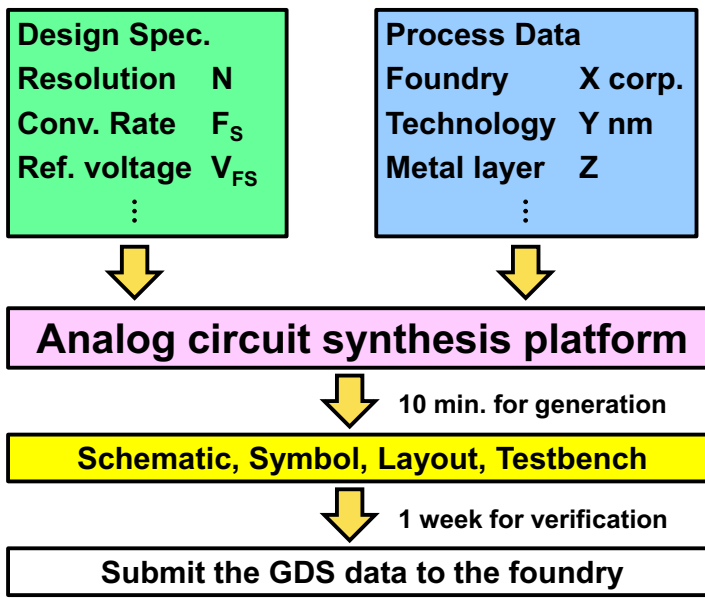 Design Spec.
Resolution N
Conv. Rate F_S
Ref. voltage V_FS
⋮
Process Data
Foundry X corp.
Technology Y nm
Metal layer Z
⋮
Analog circuit synthesis platform
10 min. for generation
Schematic, Symbol, Layout, Testbench
1 week for verification
Submit the GDS data to the foundry